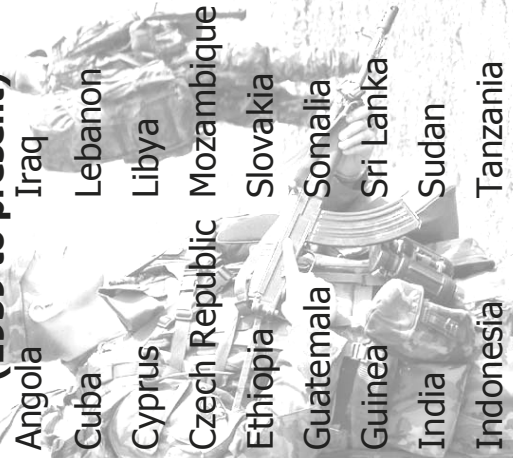 to present)
Angola Iraq
Cuba Lebanon
Cyprus Libya
Czech Republic Mozambique
Ethiopia Slovakia
Guatemala Somalia
Guinea Sri Lanka
India Sudan
Indonesia Tanzania